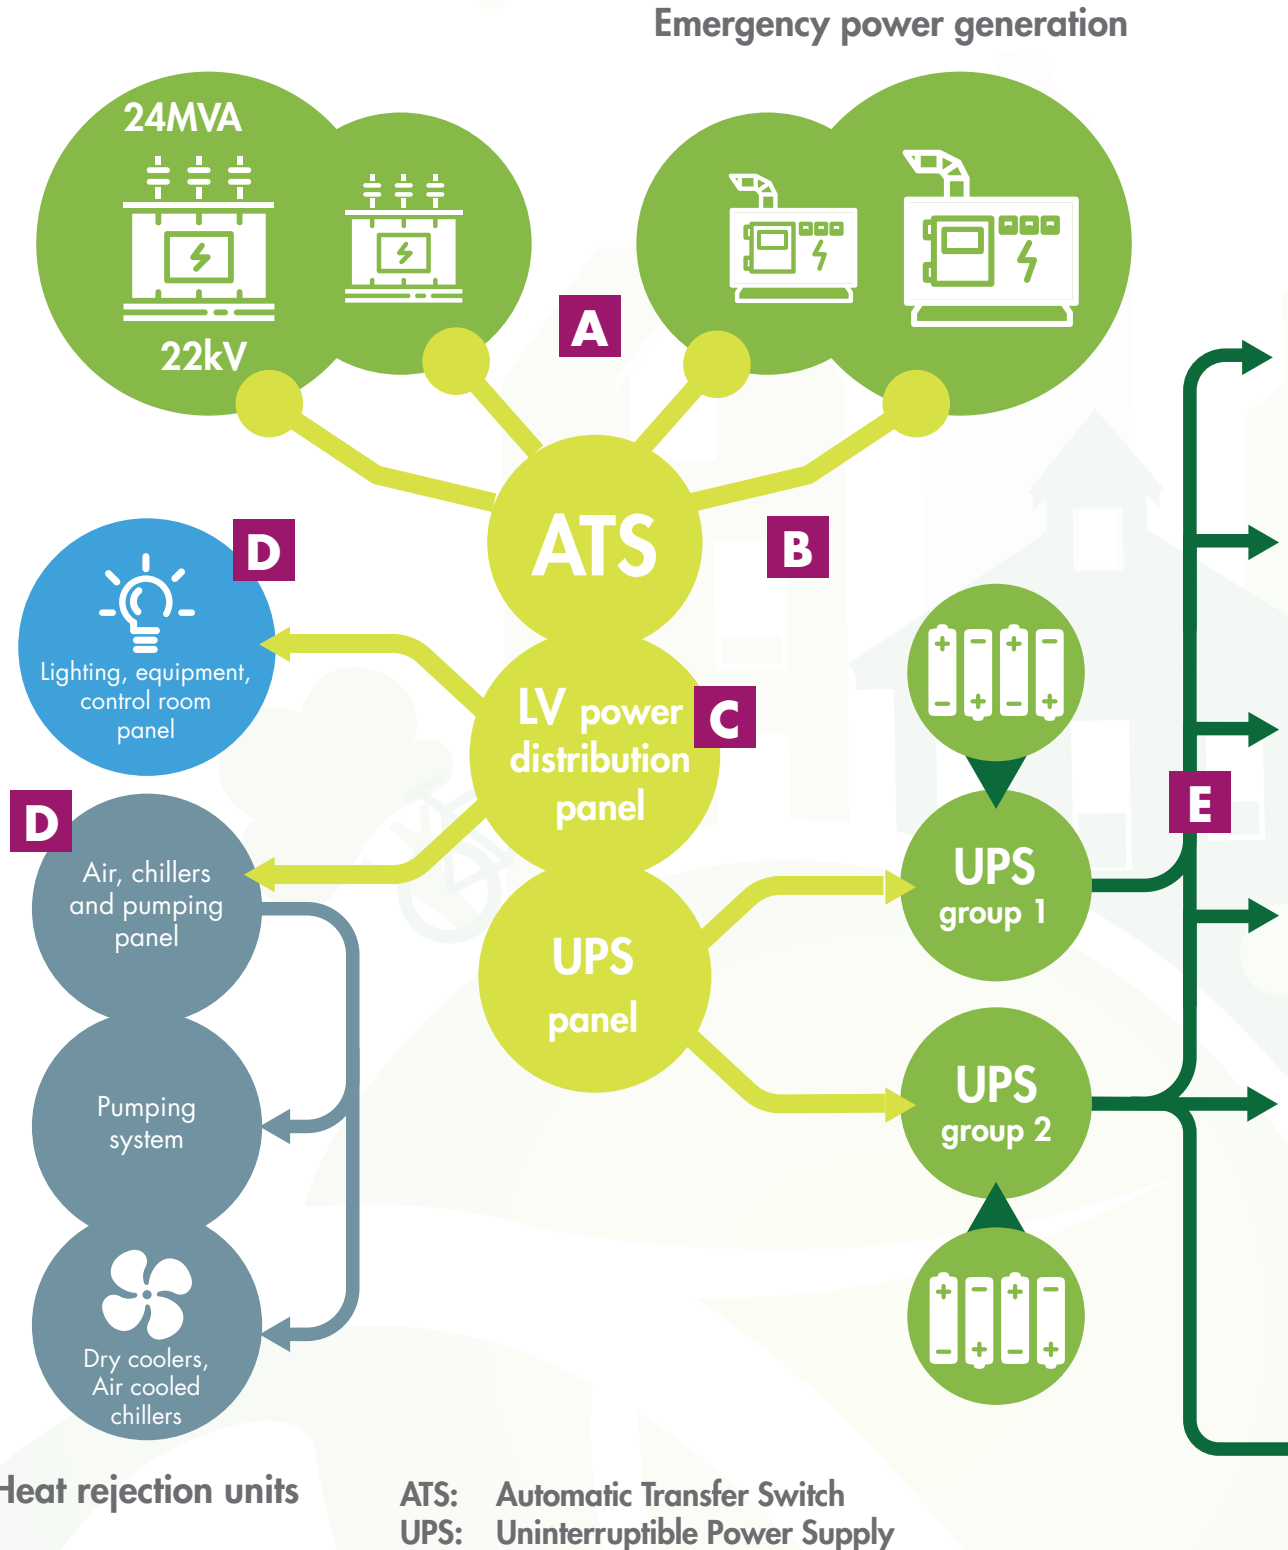 Emergency power generation
24MVA
22kV
A
ATS
B
D
Lighting, equipment,
control room
panel
LV power
distribution
panel
C
D
Air, chillers
and pumping
panel
E
UPS
group 1
UPS
panel
UPS
group 2
Pumping
system
Dry coolers,
Air cooled
chillers
Heat rejection units
ATS: Automatic Transfer Switch
UPS: Uninterruptible Power Supply